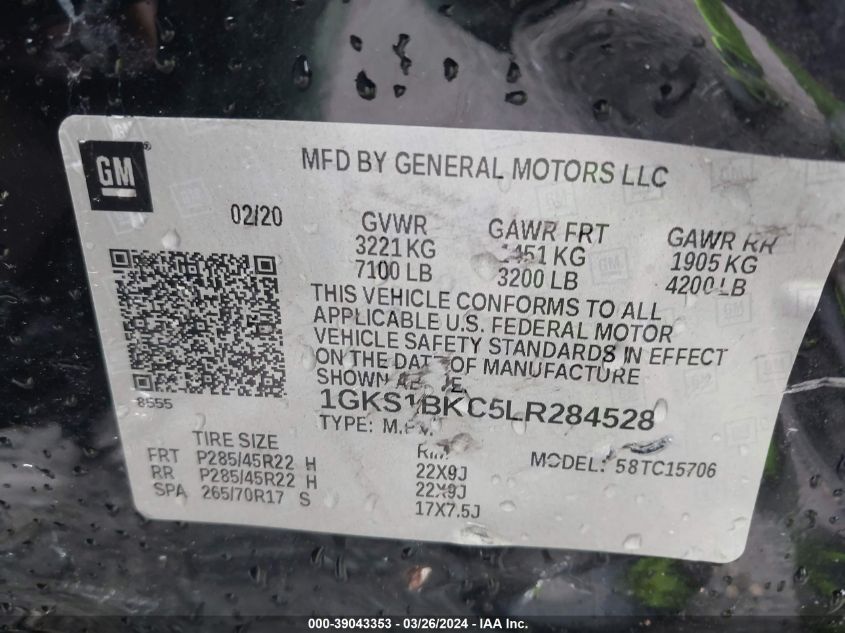 GM
MFD BY GENERAL MOTORS LLC
02/20
GVWR GAWR FRT GAWR RR
3221 KG 1451 KG 1905 KG
7100 LB 3200 LB 4200 LB
THIS VEHICLE CONFORMS TO ALL
APPLICABLE U.S. FEDERAL MOTOR
VEHICLE SAFETY STANDARDS IN EFFECT
ON THE DATE OF MANUFACTURE
SHOWN ABOVE.
8555
1GKS1BKC5LR284528
TYPE: M.P.V. MODEL: 58TC15706
TIRE SIZE RIM
FRT P285/45R22 H 22X9J
RR P285/45R22 H 22X9J
SPA 265/70R17 S 17X7.5J
000-39043353 - 03/26/2024 - IAA Inc.